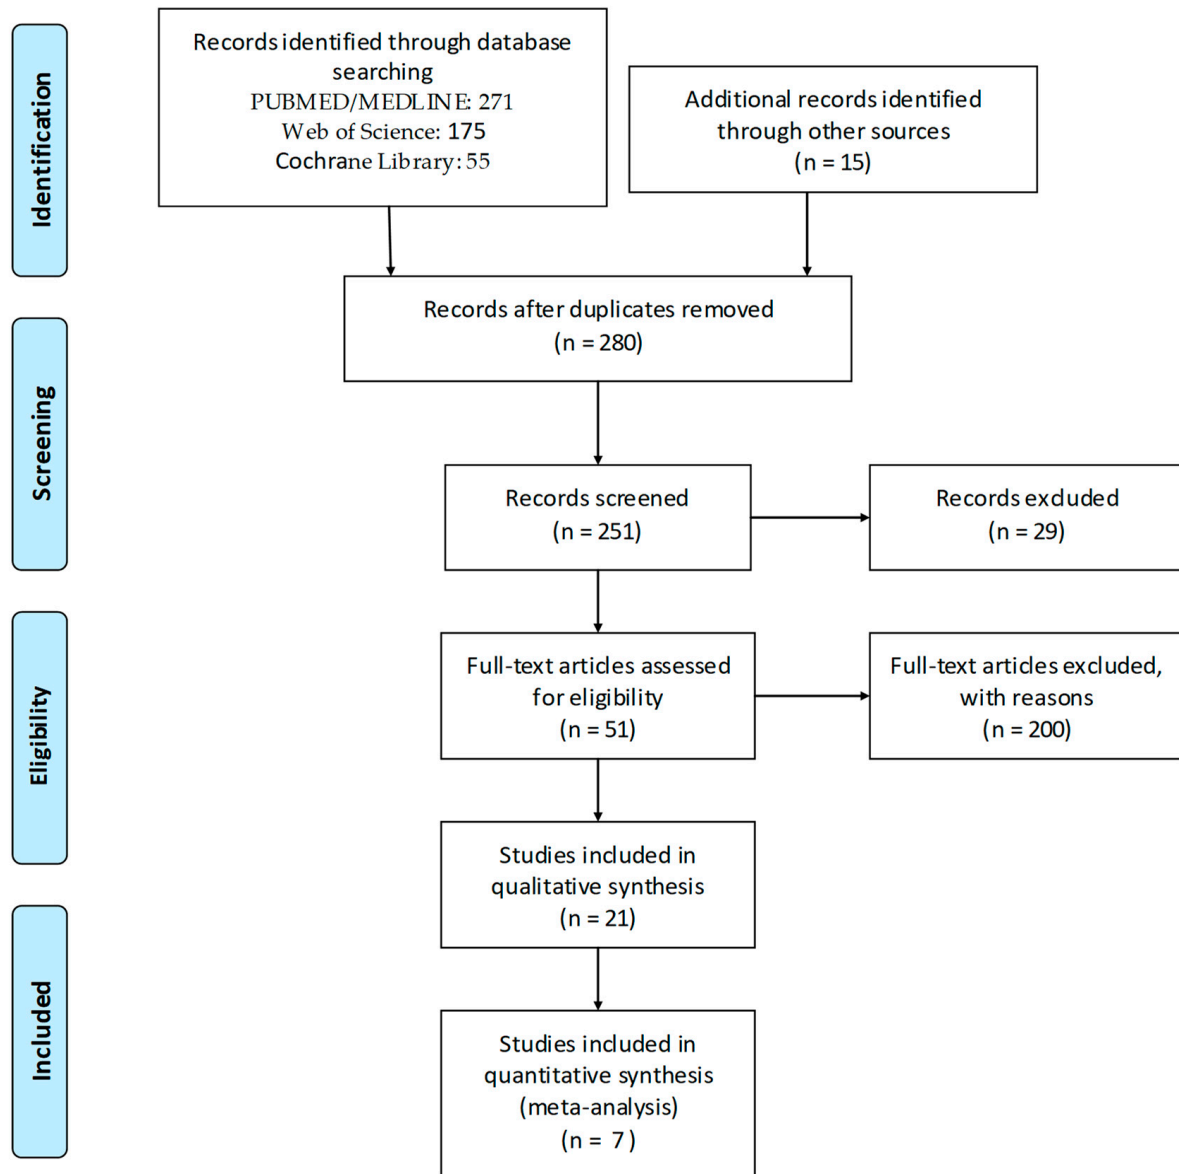 Identification
Records identified through database
searching
PUBMED/MEDLINE: 271
Web of Science: 175
Cochrane Library: 55
Additional records identified
through other sources
(n = 15)
Records after duplicates removed
(n = 280)
Screening
Records screened
(n = 251)
Records excluded
(n = 29)
Eligibility
Full-text articles assessed
for eligibility
(n = 51)
Full-text articles excluded,
with reasons
(n = 200)
Studies included in
qualitative synthesis
(n = 21)
Included
Studies included in
quantitative synthesis
(meta-analysis)
(n = 7 )